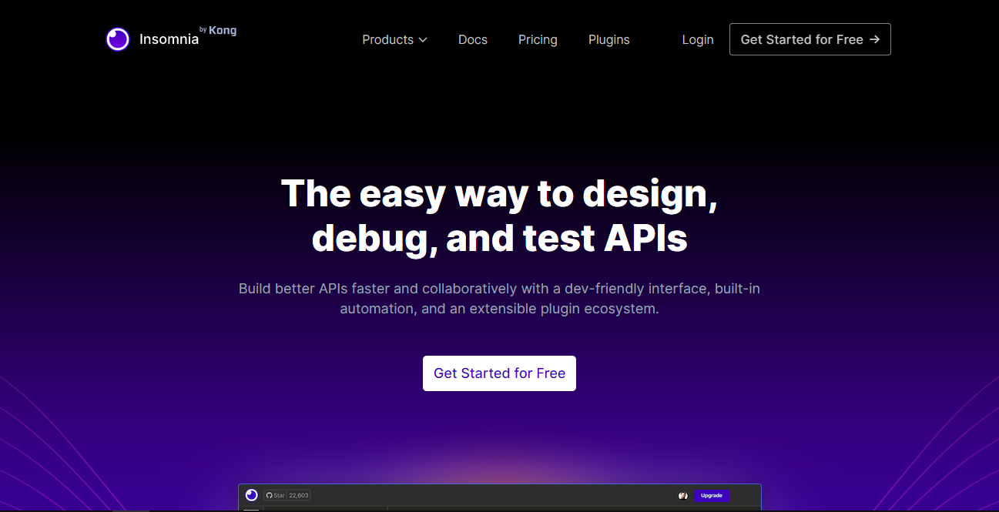 Insomnia by Kong
Products
Docs
Pricing
Plugins
Login
Get Started for Free →
The easy way to design,
debug, and test APIs
Build better APIs faster and collaboratively with a dev-friendly interface, built-in
automation, and an extensible plugin ecosystem.
Get Started for Free
Star 22,603
Upgrade